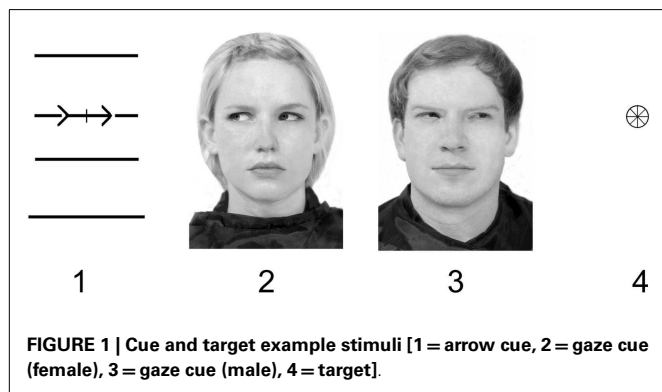 1 2 3 4
FIGURE 1 | Cue and target example stimuli [1 = arrow cue, 2 = gaze cue
(female), 3 = gaze cue (male), 4 = target].